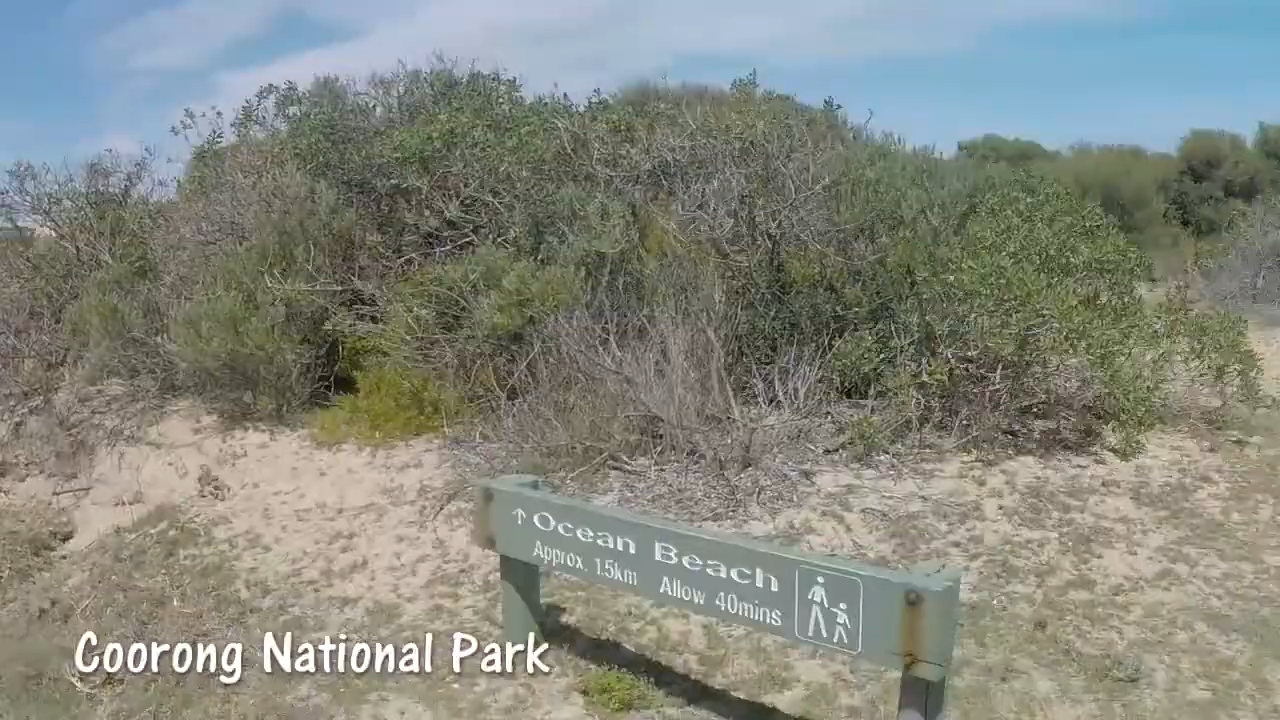 ↑ Ocean Beach
Approx. 1.5km Allow 40mins
Coorong National Park